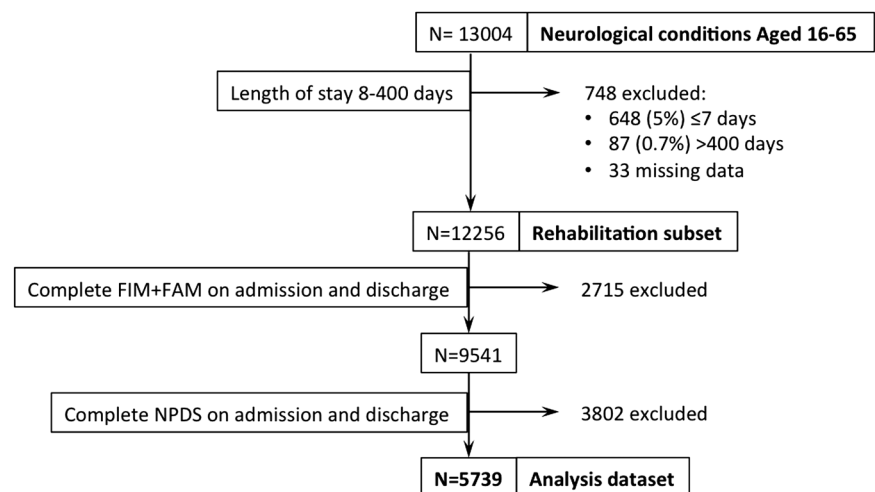 N= 13004 Neurological conditions Aged 16-65
Length of stay 8-400 days
748 excluded:
• 648 (5%) ≤7 days
• 87 (0.7%) >400 days
• 33 missing data
N=12256 Rehabilitation subset
Complete FIM+FAM on admission and discharge
2715 excluded
N=9541
Complete NPDS on admission and discharge
3802 excluded
N=5739 Analysis dataset